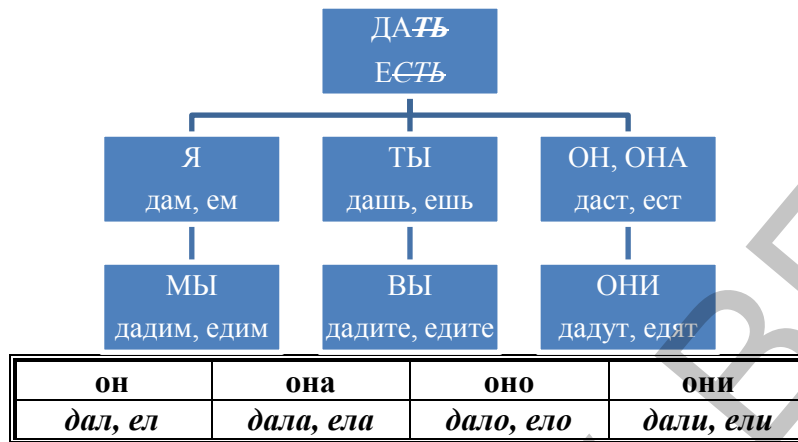 ДАТЬ
ЕСТЬ
Я
дам, ем
ТЫ
дашь, ешь
ОН, ОНА
даст, ест
МЫ
дадим, едим
ВЫ
дадите, едите
ОНИ
дадут, едят
он она оно они
дал, ел дала, ела дало, ело дали, ели